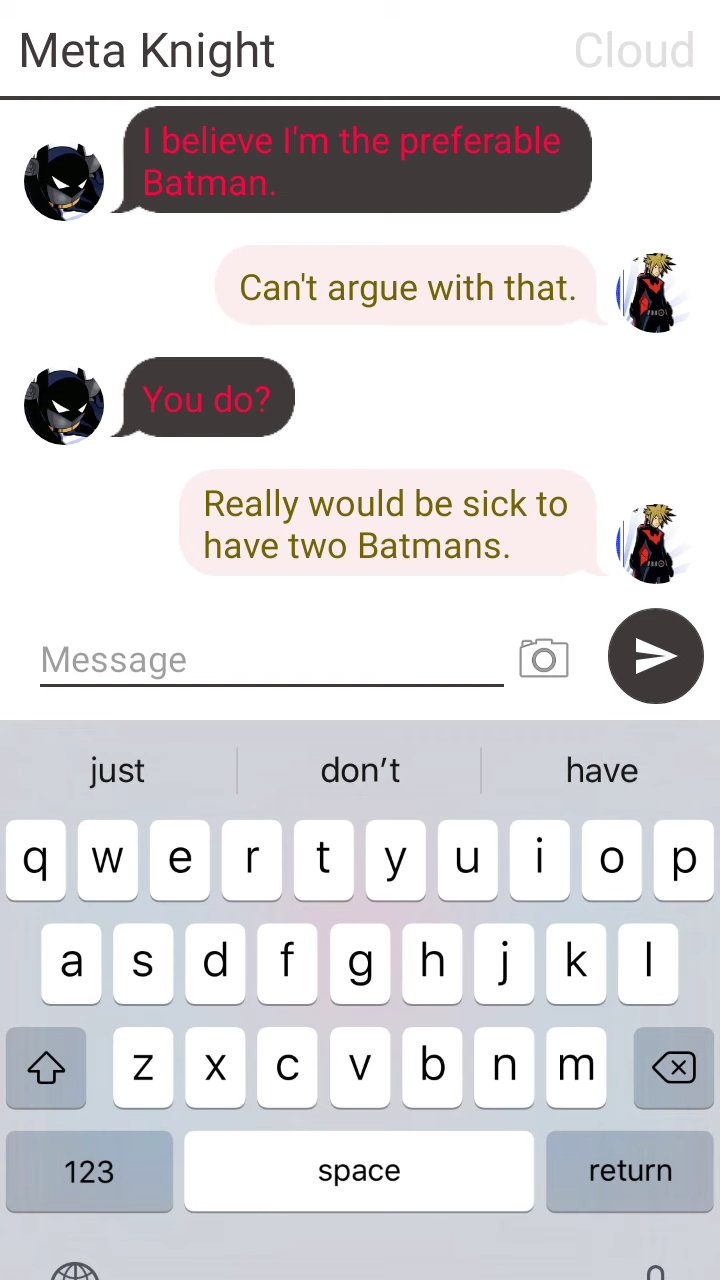 Meta Knight Cloud
I believe I'm the preferable
Batman.
Can't argue with that.
You do?
Really would be sick to
have two Batmans.
Message
just don’t have
q w e r t y u i o p
a s d f g h j k l
z x c v b n m
123 space return